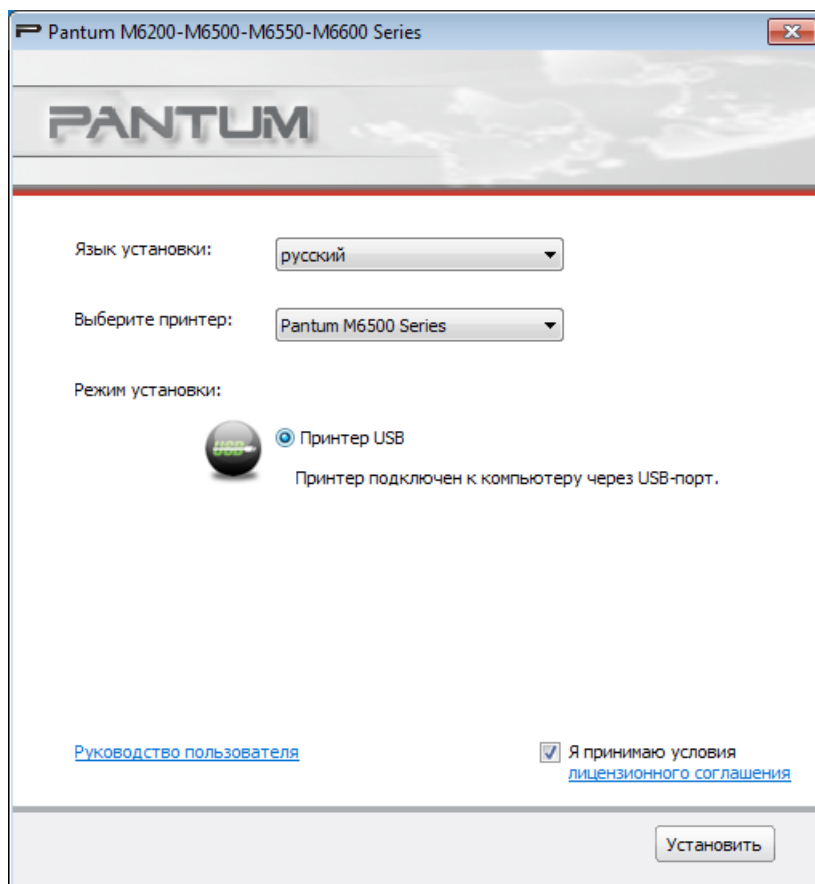 Pantum M6200-M6500-M6550-M6600 Series
PANTUM
Язык установки:
русский
Выберите принтер:
Pantum M6500 Series
Режим установки:
USB
Принтер USB
Принтер подключен к компьютеру через USB-порт.
Руководство пользователя
Я принимаю условия
лицензионного соглашения
Установить